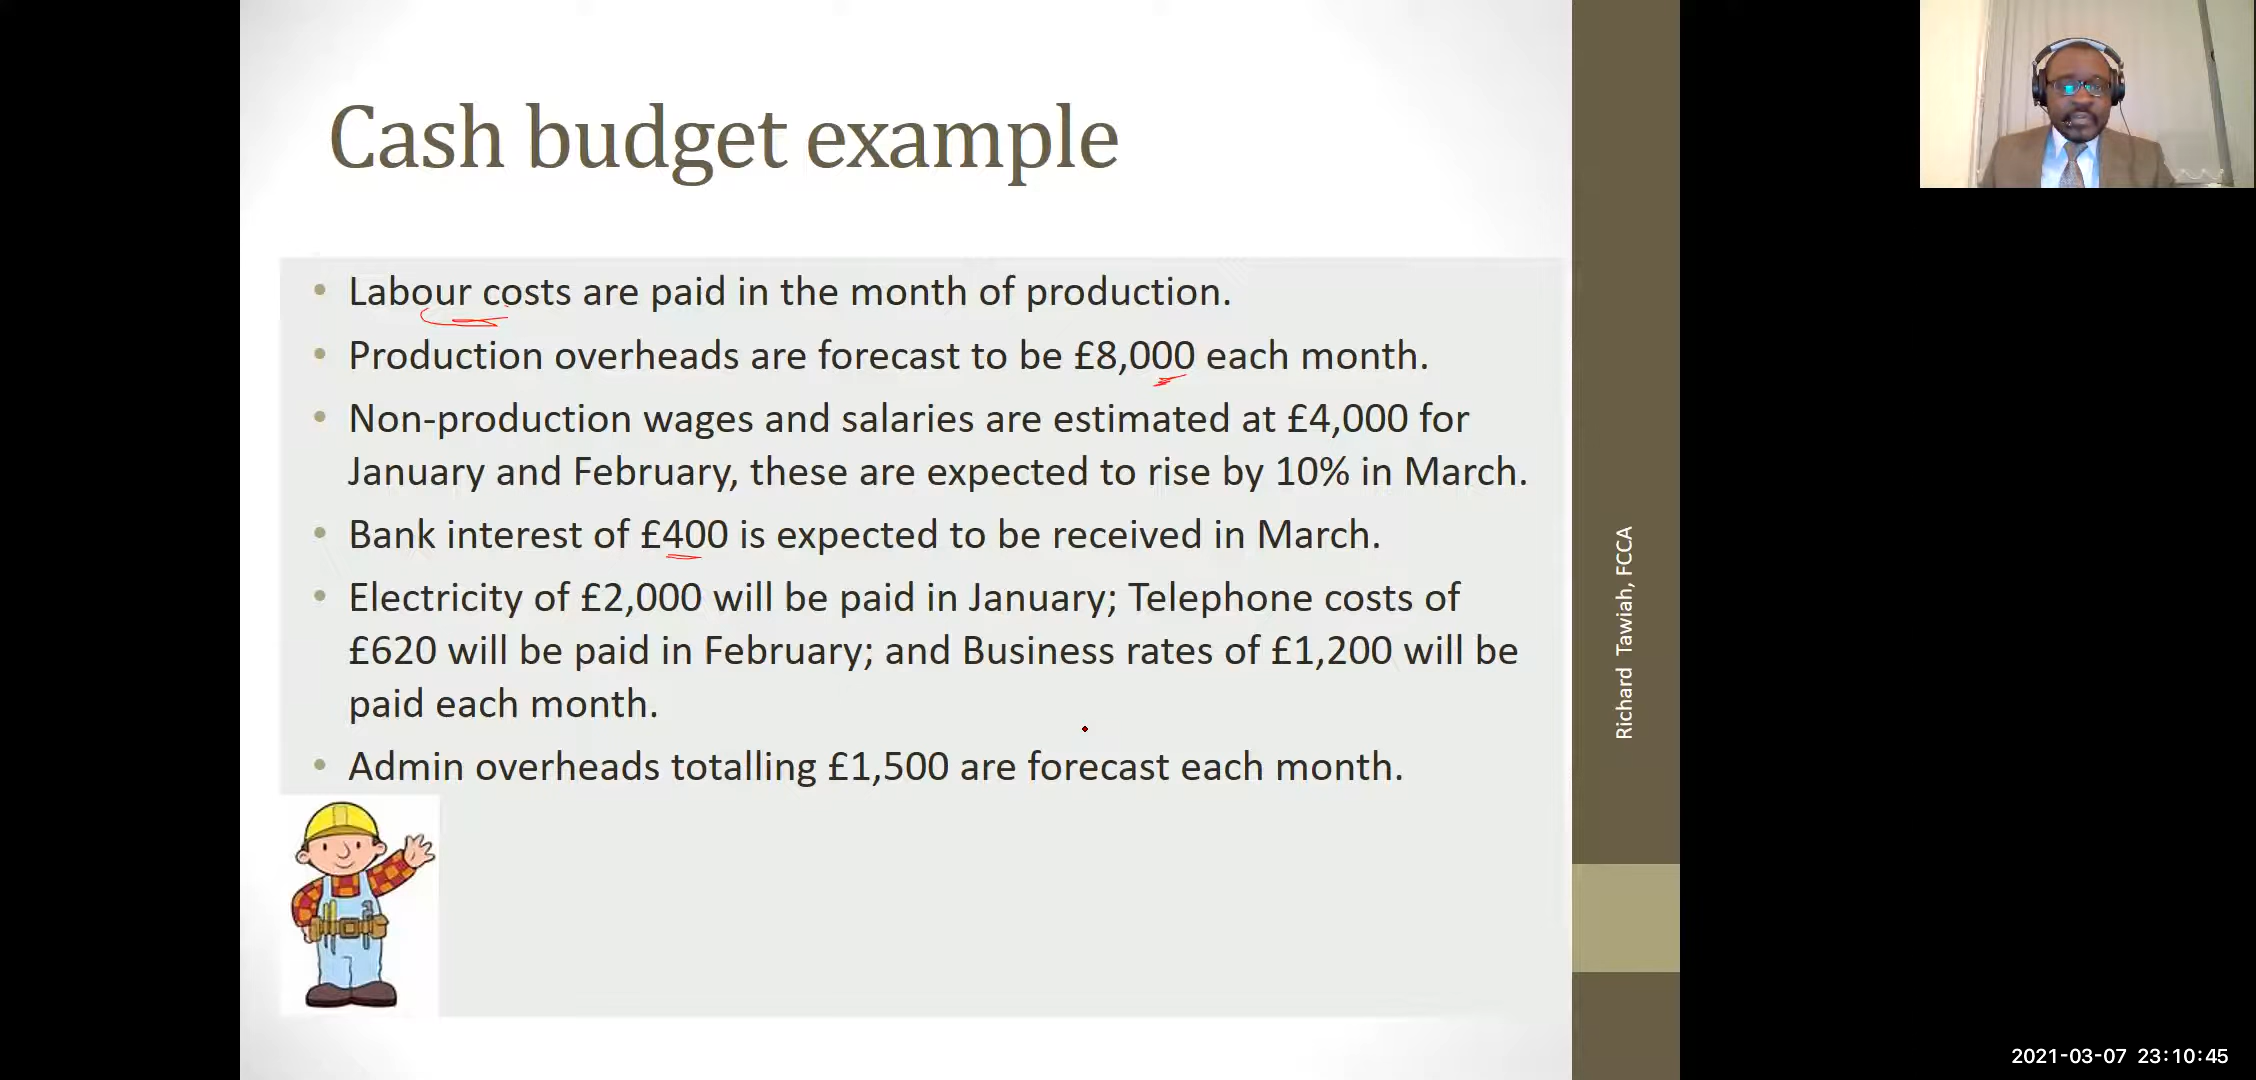 Cash budget example
• Labour costs are paid in the month of production.
• Production overheads are forecast to be £8,000 each month.
• Non-production wages and salaries are estimated at £4,000 for
January and February, these are expected to rise by 10% in March.
• Bank interest of £400 is expected to be received in March.
• Electricity of £2,000 will be paid in January; Telephone costs of
£620 will be paid in February; and Business rates of £1,200 will be
paid each month.
• Admin overheads totalling £1,500 are forecast each month.
Richard Tawiah, FCCA
2021-03-07 23:10:45